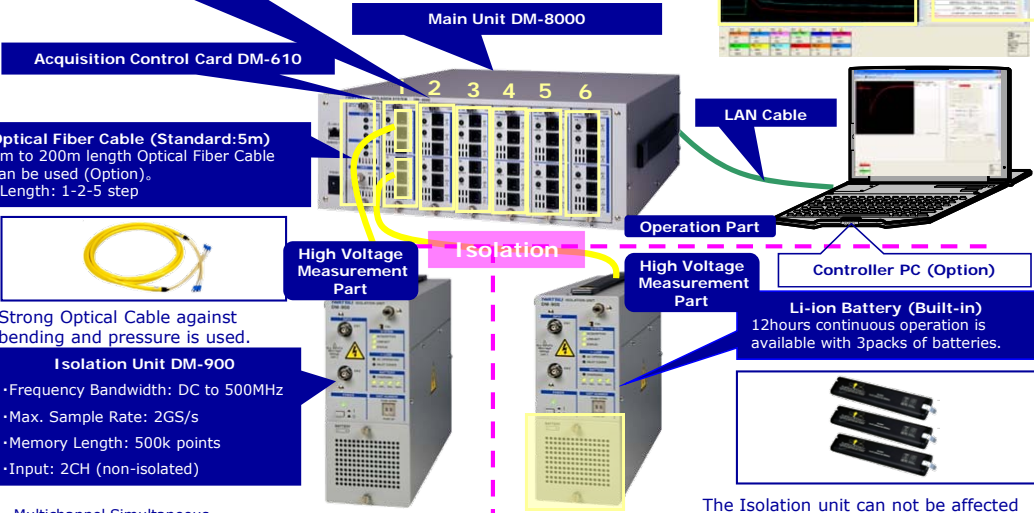 Main Unit DM-8000
Acquisition Control Card DM-610
1 2 3 4 5 6
LAN Cable
Optical Fiber Cable (Standard:5m)
m to 200m length Optical Fiber Cable
an be used (Option)。
Length: 1-2-5 step
Operation Part
Isolation
High Voltage
Measurement
Part
High Voltage
Measurement
Part
Controller PC (Option)
Strong Optical Cable against
bending and pressure is used.
Li-ion Battery (Built-in)
12hours continuous operation is
available with 3packs of batteries.
Isolation Unit DM-900
・Frequency Bandwidth: DC to 500MHz
・Max. Sample Rate: 2GS/s
・Memory Length: 500k points
・Input: 2CH (non-isolated)
Multichannel Simultaneous
The Isolation unit can not be affected